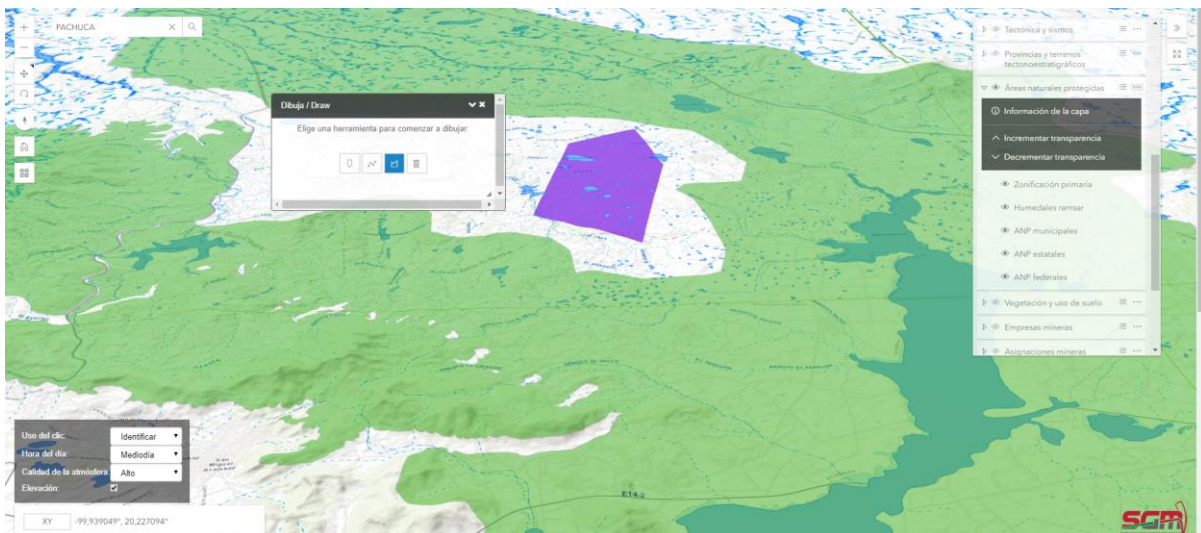 PACHUCA
Dibuja / Draw
Elige una herramienta para comenzar a dibujar:
Tectónica y sismos
Provincias y terrenos
tectonoestratigráficos
Áreas naturales protegidas
Información de la capa
Incrementar transparencia
Decrementar transparencia
Zonificación primaria
Humedales ramsar
ANP municipales
ANP estatales
ANP federales
Vegetación y uso de suelo
Empresas mineras
Asignaciones mineras
Uso del clic:
Identificar
Hora del día:
Mediodía
Calidad de la atmósfera:
Alto
Elevación:
XY
-99,939049°, 20,227094°
SGM